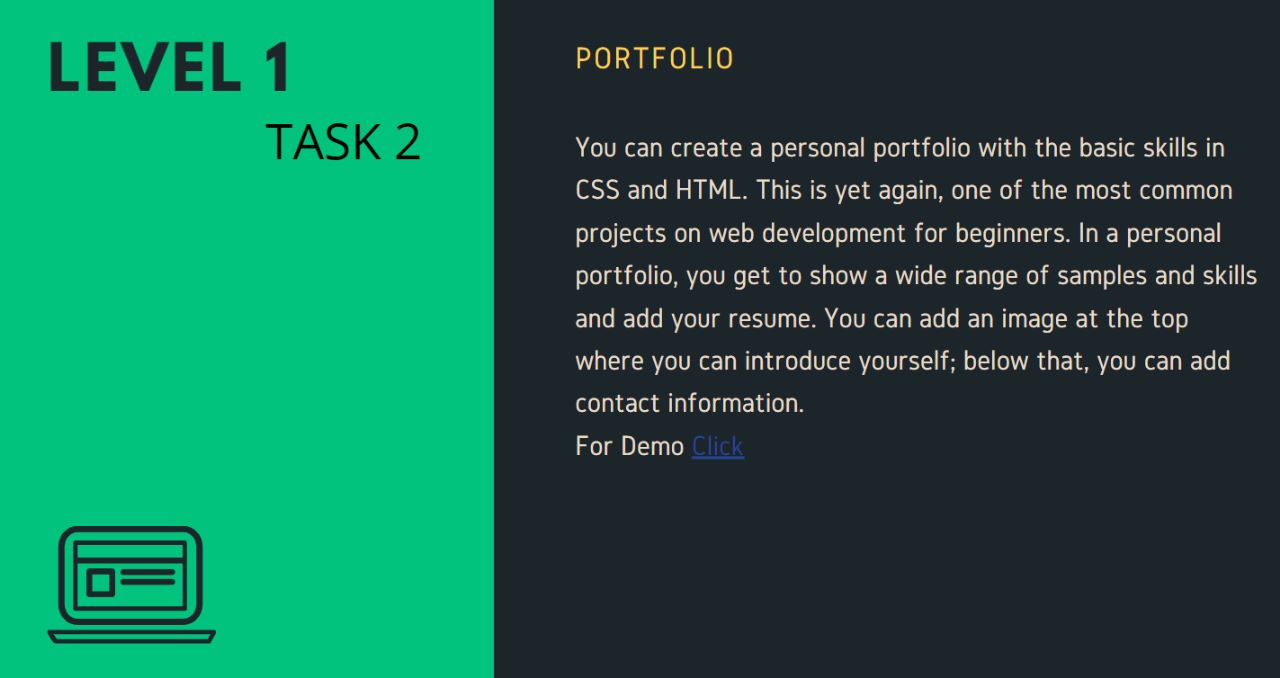 LEVEL 1
TASK 2
PORTFOLIO
You can create a personal portfolio with the basic skills in
CSS and HTML. This is yet again, one of the most common
projects on web development for beginners. In a personal
portfolio, you get to show a wide range of samples and skills
and add your resume. You can add an image at the top
where you can introduce yourself; below that, you can add
contact information.
For Demo Click